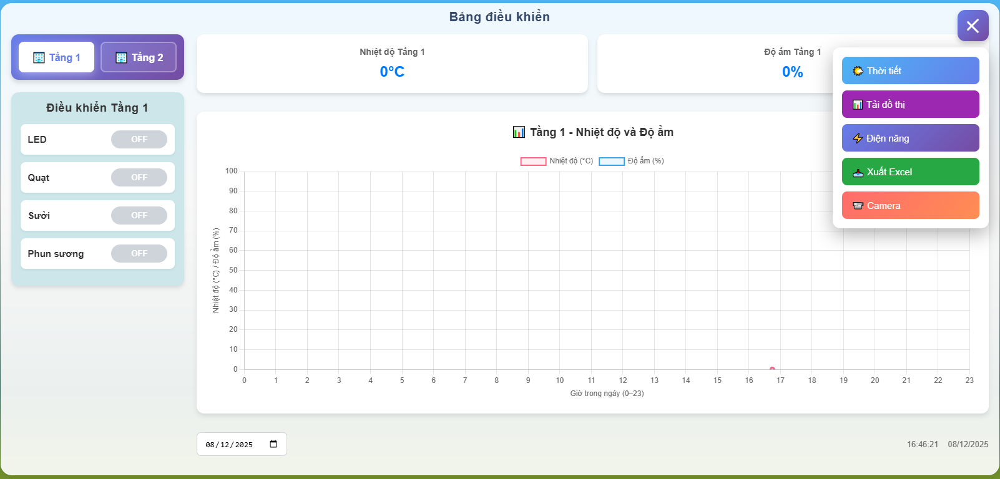 Bảng điều khiển
Tầng 1
Tầng 2
Điều khiển Tầng 1
LED
OFF
Quạt
OFF
Sưởi
OFF
Phun sương
OFF
Nhiệt độ Tầng 1
0°C
Độ ẩm Tầng 1
0%
Thời tiết
Tải đồ thị
Điện năng
Xuất Excel
Camera
Tầng 1 - Nhiệt độ và Độ ẩm
Nhiệt độ (°C)
Độ ẩm (%)
Nhiệt độ (°C) / Độ ẩm (%)
100
90
80
70
60
50
40
30
20
10
0
0 1 2 3 4 5 6 7 8 9 10 11 12 13 14 15 16 17 18 19 20 21 22 23
Giờ trong ngày (0–23)
08/12/2025
16:46:21 08/12/2025